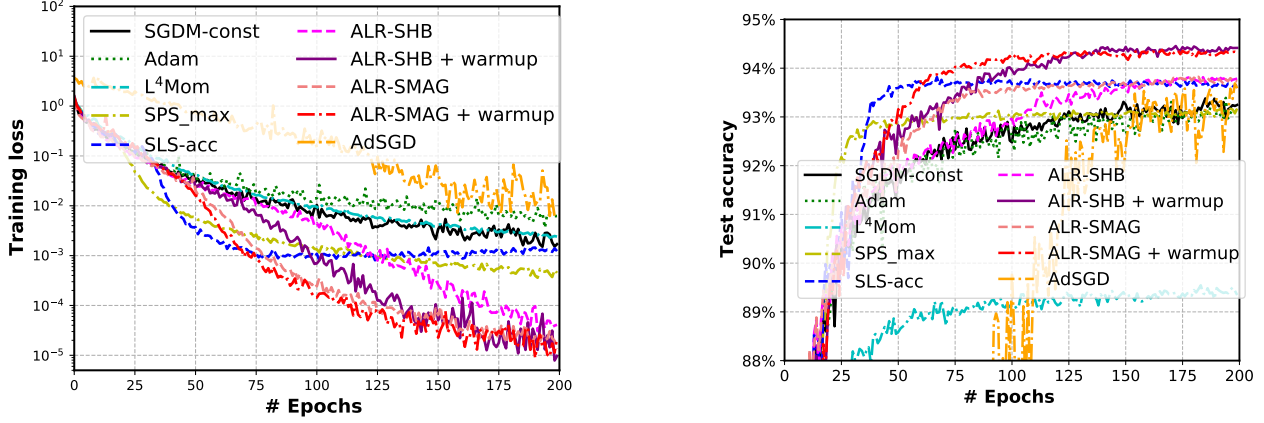 10²
10¹
10⁰
10⁻¹
10⁻²
10⁻³
10⁻⁴
10⁻⁵
Training loss
SGDM-const
Adam
L⁴Mom
SPS_max
SLS-acc
ALR-SHB
ALR-SHB + warmup
ALR-SMAG
ALR-SMAG + warmup
AdSGD
0 25 50 75 100 125 150 175 200
# Epochs
95%
94%
93%
92%
91%
90%
89%
88%
Test accuracy
SGDM-const
Adam
L⁴Mom
SPS_max
SLS-acc
ALR-SHB
ALR-SHB + warmup
ALR-SMAG
ALR-SMAG + warmup
AdSGD
0 25 50 75 100 125 150 175 200
# Epochs